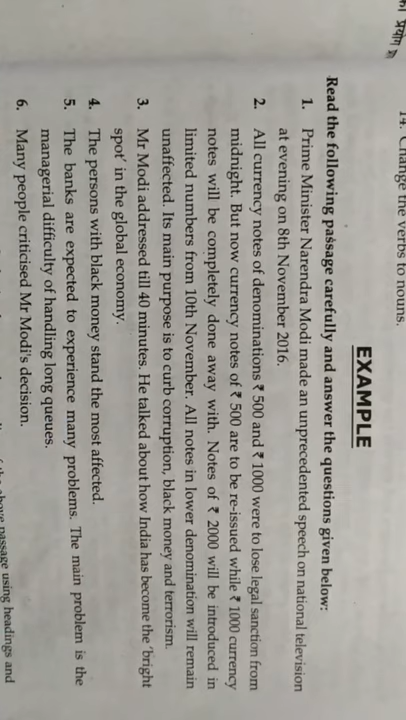 का प्रयोग
14. Change the verbs to nouns.
EXAMPLE
Read the following passage carefully and answer the questions given below:
1. Prime Minister Narendra Modi made an unprecedented speech on national television
at evening on 8th November 2016.
2. All currency notes of denominations ₹ 500 and ₹ 1000 were to lose legal sanction from
midnight. But now currency notes of ₹ 500 are to be re-issued while ₹ 1000 currency
notes will be completely done away with. Notes of ₹ 2000 will be introduced in
limited numbers from 10th November. All notes in lower denomination will remain
unaffected. Its main purpose is to curb corruption, black money and terrorism.
3. Mr Modi addressed till 40 minutes. He talked about how India has become the 'bright
spot' in the global economy.
4. The persons with black money stand the most affected.
5. The banks are expected to experience many problems. The main problem is the
managerial difficulty of handling long queues.
6. Many people criticised Mr Modi's decision.
above passage using headings and